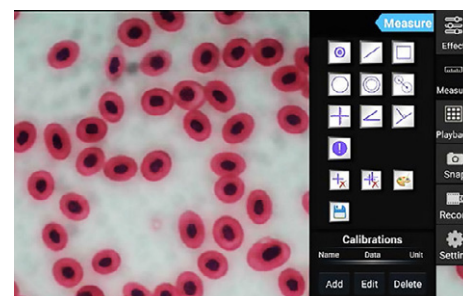 Measure
Effec
Measu
Playba
Snap
Recor
Settin
Calibrations
Name Data Unit
Add Edit Delete